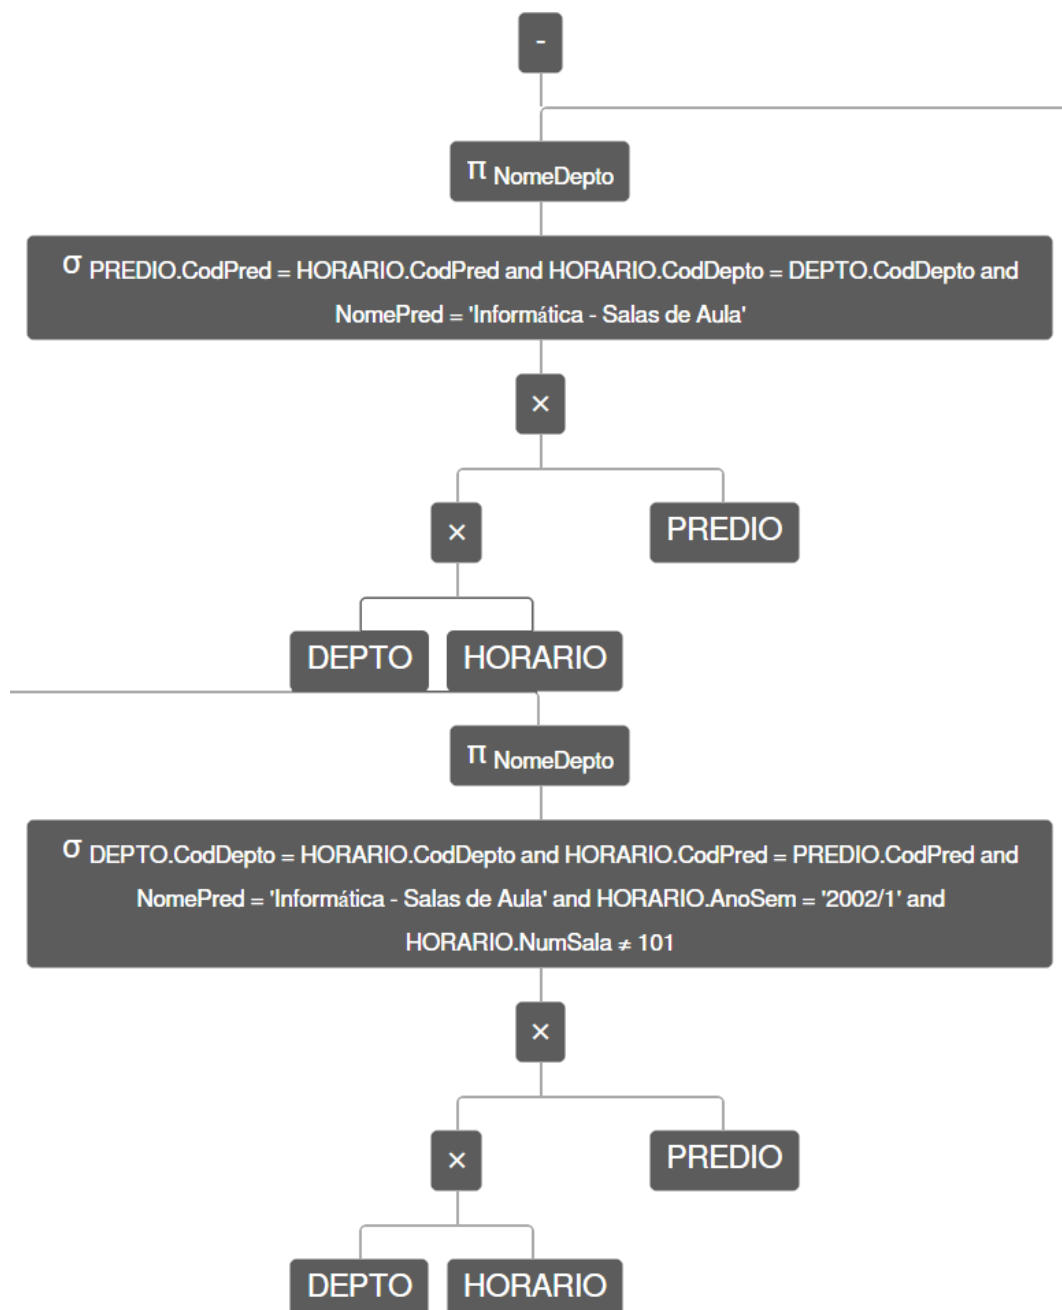 -
π NomeDepto
σ PREDIO.CodPred = HORARIO.CodPred and HORARIO.CodDepto = DEPTO.CodDepto and
NomePred = 'Informática - Salas de Aula'
×
×
PREDIO
DEPTO
HORARIO
π NomeDepto
σ DEPTO.CodDepto = HORARIO.CodDepto and HORARIO.CodPred = PREDIO.CodPred and
NomePred = 'Informática - Salas de Aula' and HORARIO.AnoSem = '2002/1' and
HORARIO.NumSala ≠ 101
×
×
PREDIO
DEPTO
HORARIO